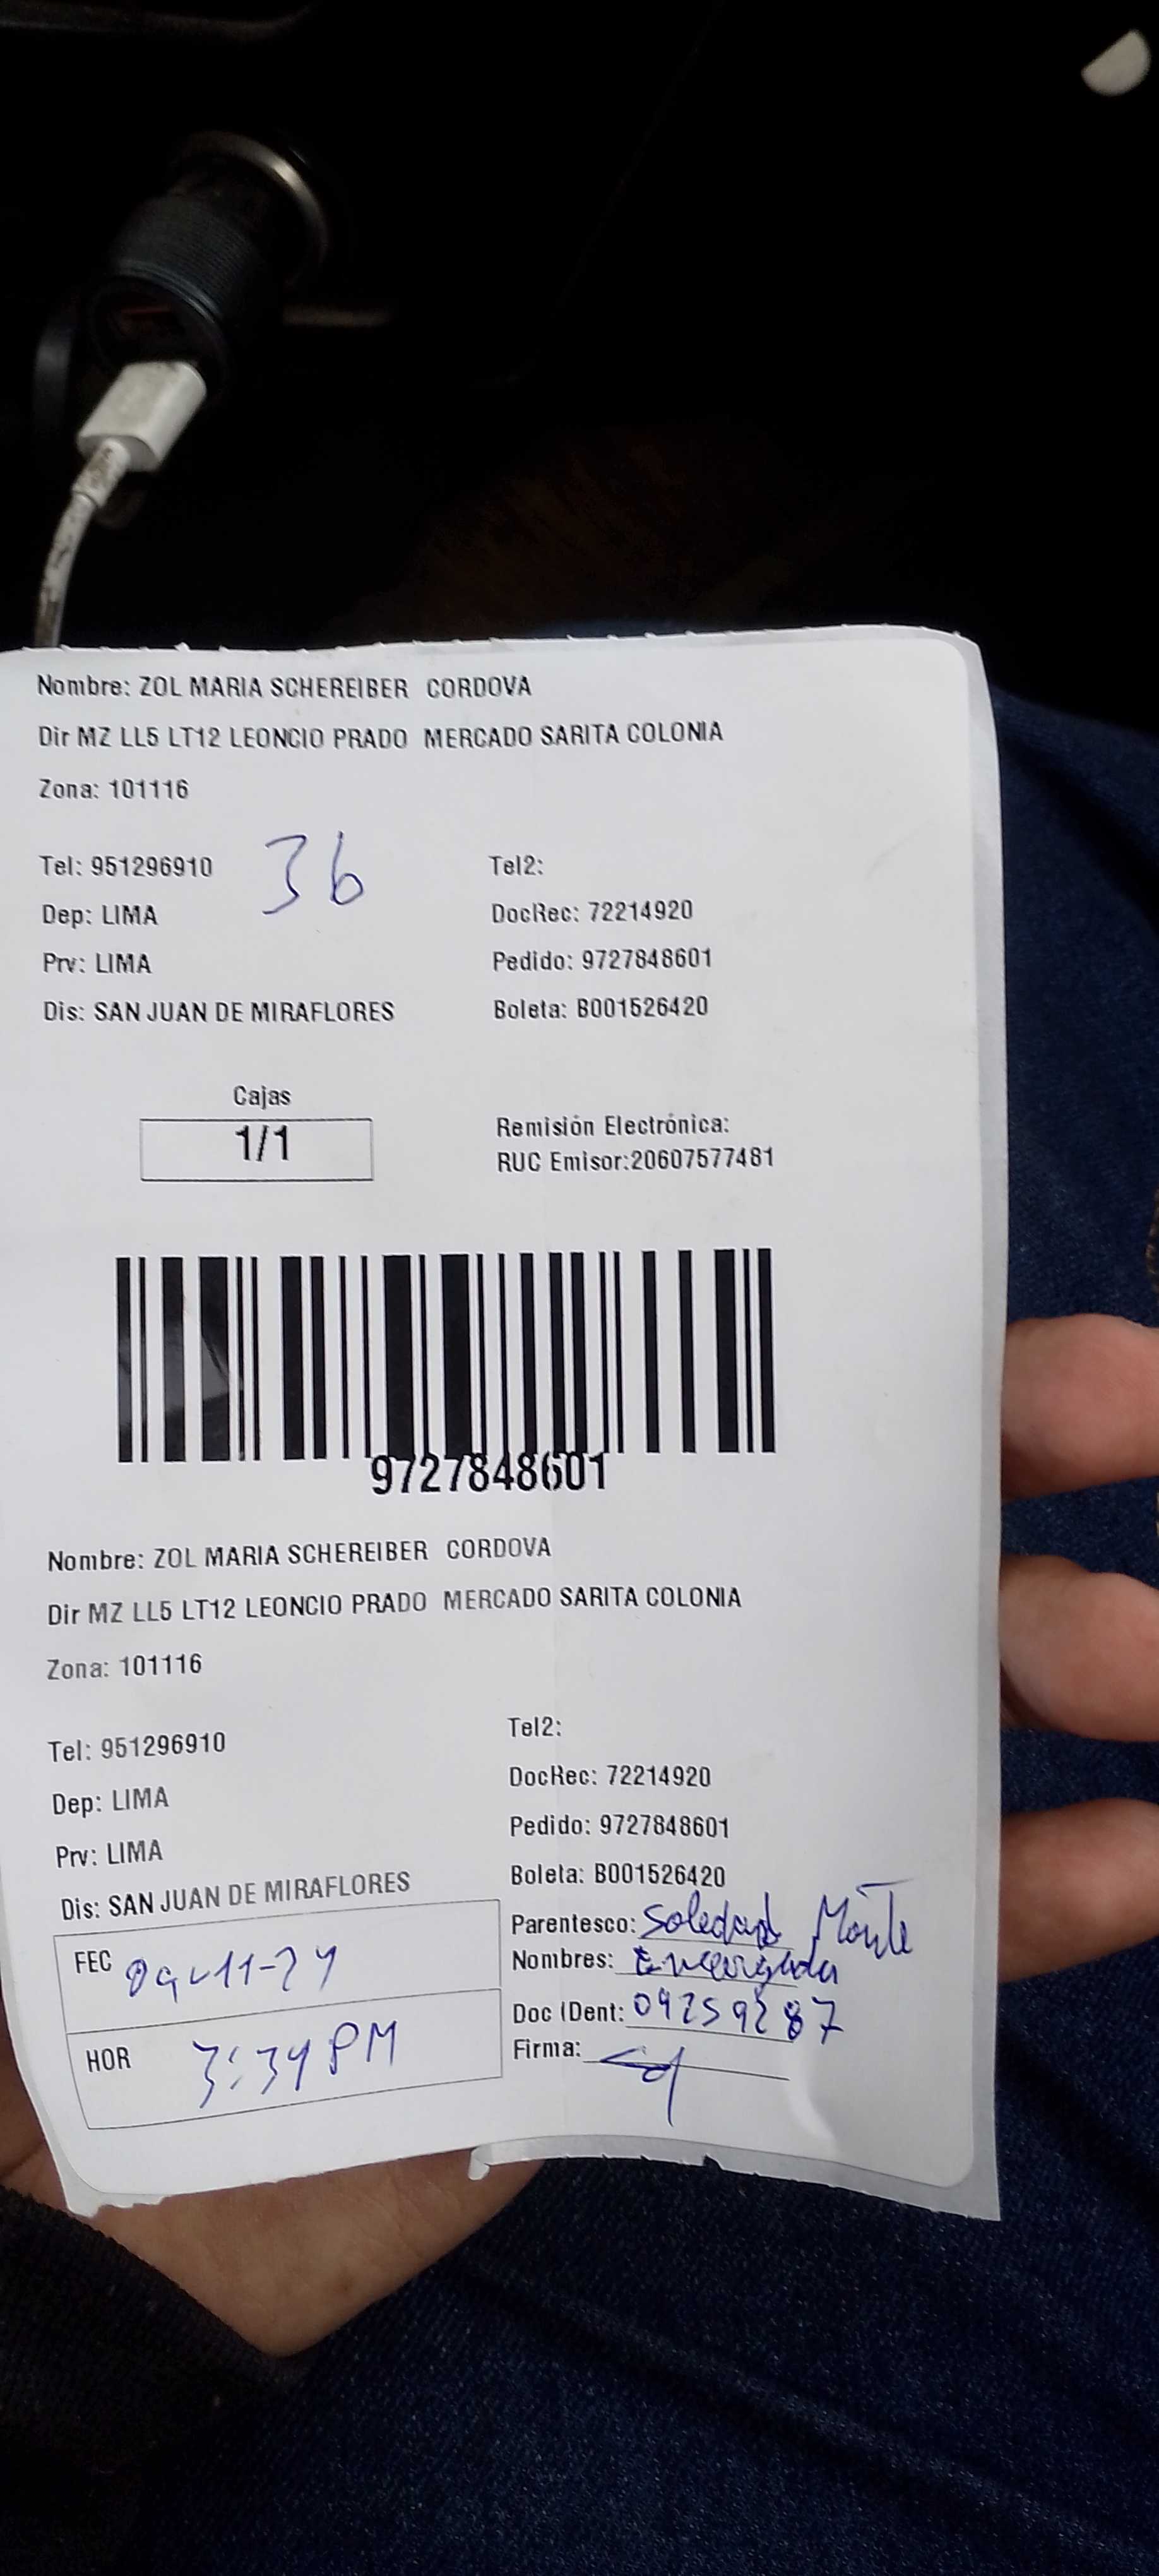 Nombre: ZOL MARIA SCHEREIBER CORDOVA
Dir MZ LL5 LT12 LEONCIO PRADO MERCADO SARITA COLONIA
Zona: 101116
36
Tel: 951296910 Tel2:
Dep: LIMA DocRec: 72214920
Prv: LIMA Pedido: 9727848601
Dis: SAN JUAN DE MIRAFLORES Boleta: B001526420
Cajas
1/1
Remisión Electrónica:
RUC Emisor:20607577481
9727848601
Nombre: ZOL MARIA SCHEREIBER CORDOVA
Dir MZ LL5 LT12 LEONCIO PRADO MERCADO SARITA COLONIA
Zona: 101116
Tel: 951296910 Tel2:
Dep: LIMA DocRec: 72214920
Prv: LIMA Pedido: 9727848601
Dis: SAN JUAN DE MIRAFLORES Boleta: B001526420
FEC 09-11-24
HOR 3:34 PM
Parentesco: Soledad
Nombres: Encargada
Doc IDent: 09259287
Firma: